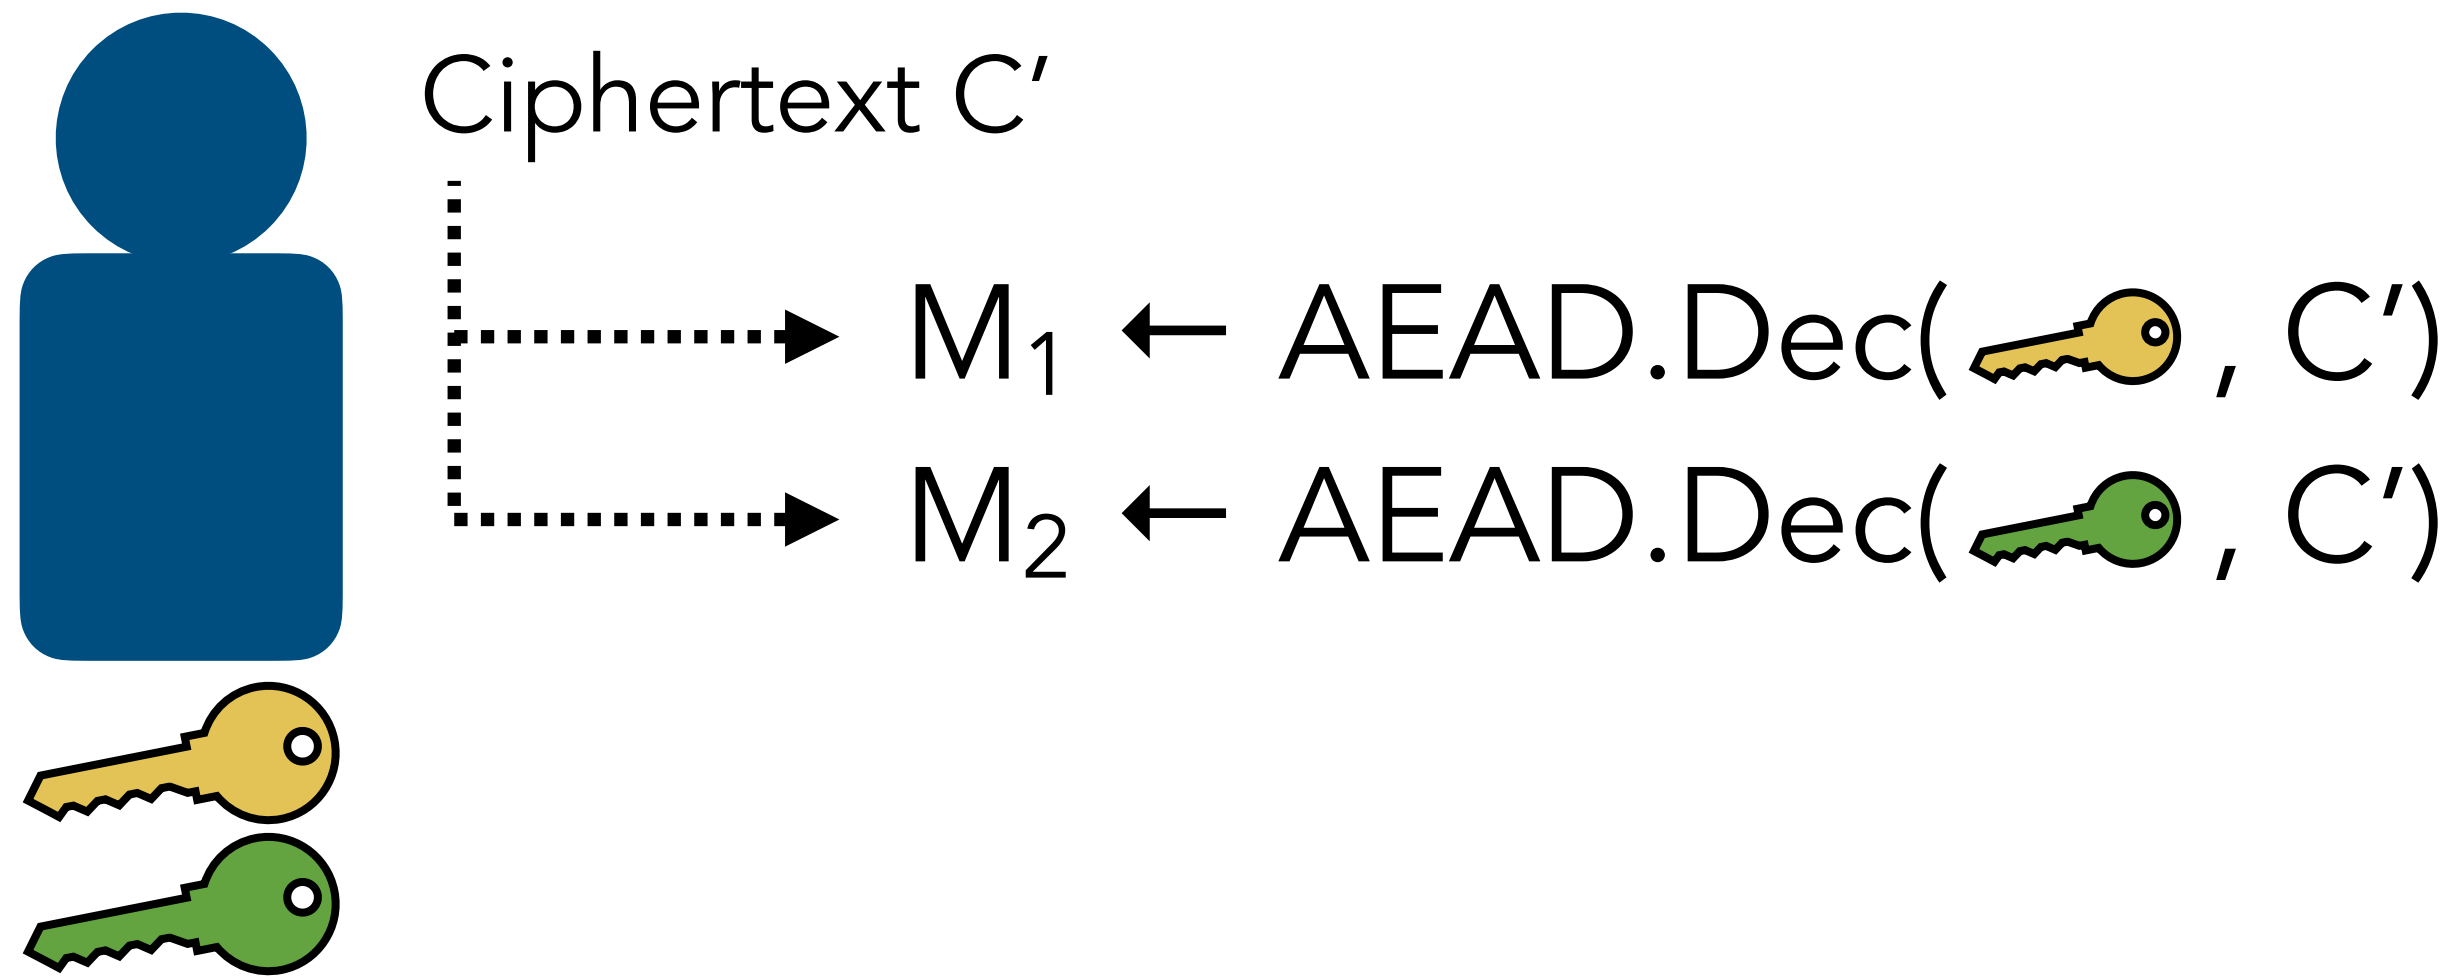 Ciphertext C′
M₁ ← AEAD.Dec( , C′)
M₂ ← AEAD.Dec( , C′)